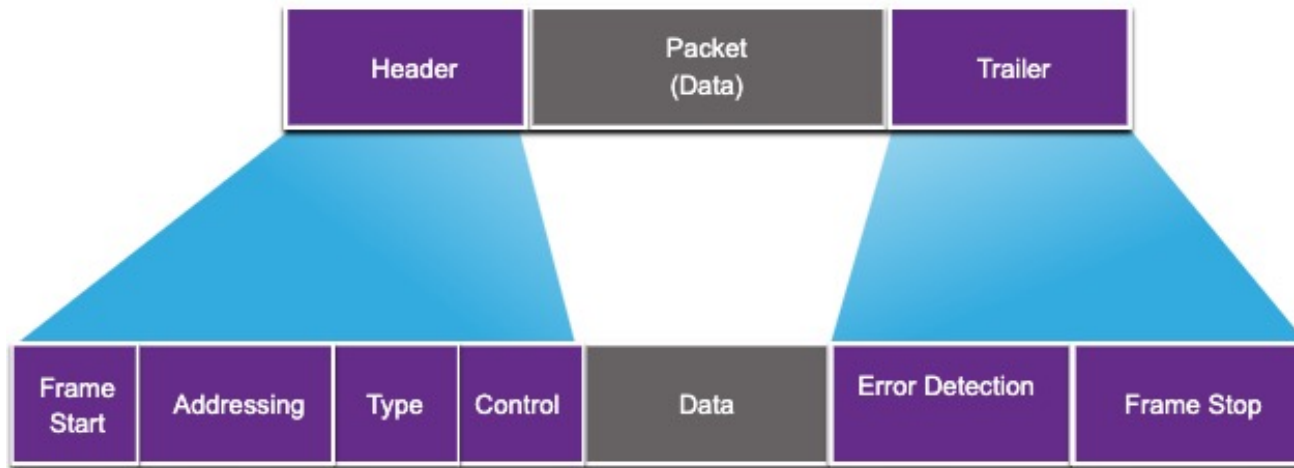 Header
Packet
(Data)
Trailer
Frame
Start
Addressing
Type
Control
Data
Error Detection
Frame Stop